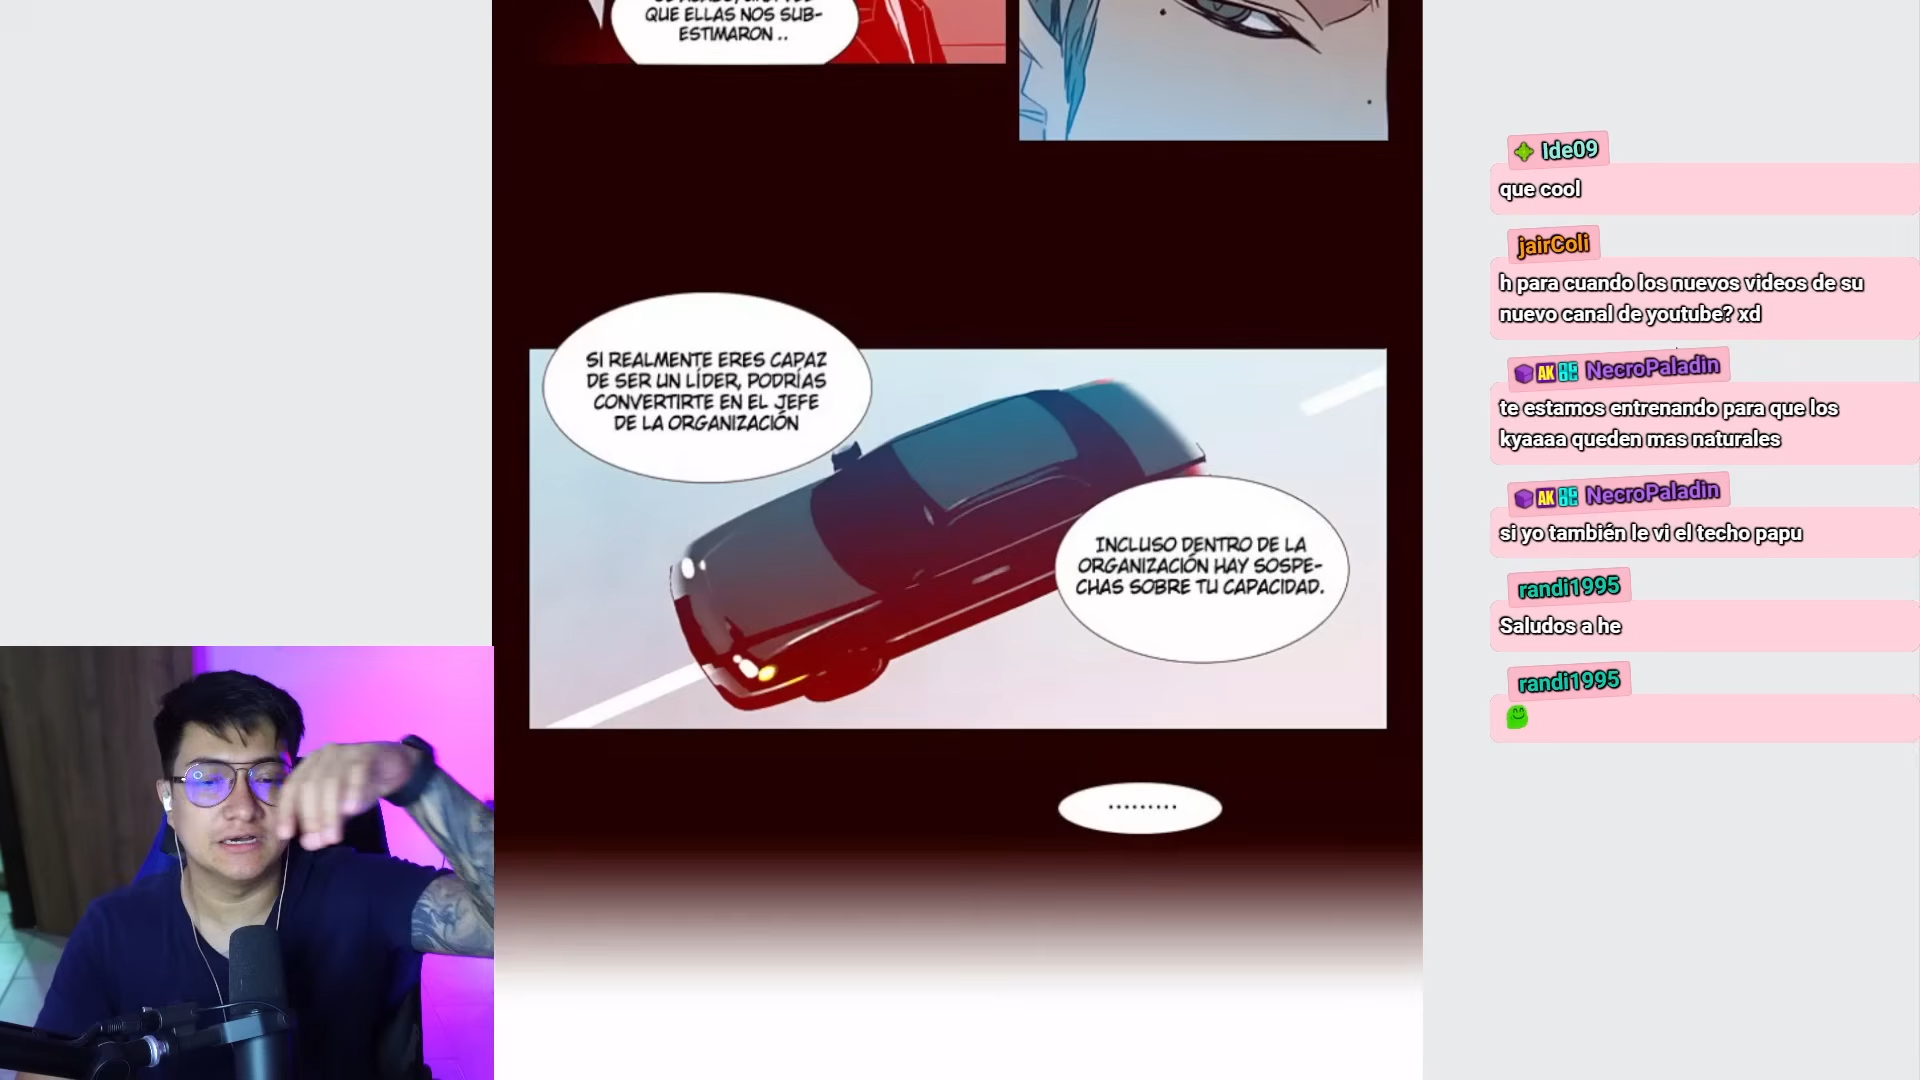 QUE ELLAS NOS SUB-
ESTIMARON ..
SI REALMENTE ERES CAPAZ
DE SER UN LÍDER, PODRÍAS
CONVERTIRTE EN EL JEFE
DE LA ORGANIZACIÓN
INCLUSO DENTRO DE LA
ORGANIZACIÓN HAY SOSPE-
CHAS SOBRE TU CAPACIDAD.
.........
Ide09
que cool
jairColi
h para cuando los nuevos videos de su
nuevo canal de youtube? xd
AK NecroPaladin
te estamos entrenando para que los
kyaaaa queden mas naturales
AK NecroPaladin
si yo también le vi el techo papu
randi1995
Saludos a he
randi1995